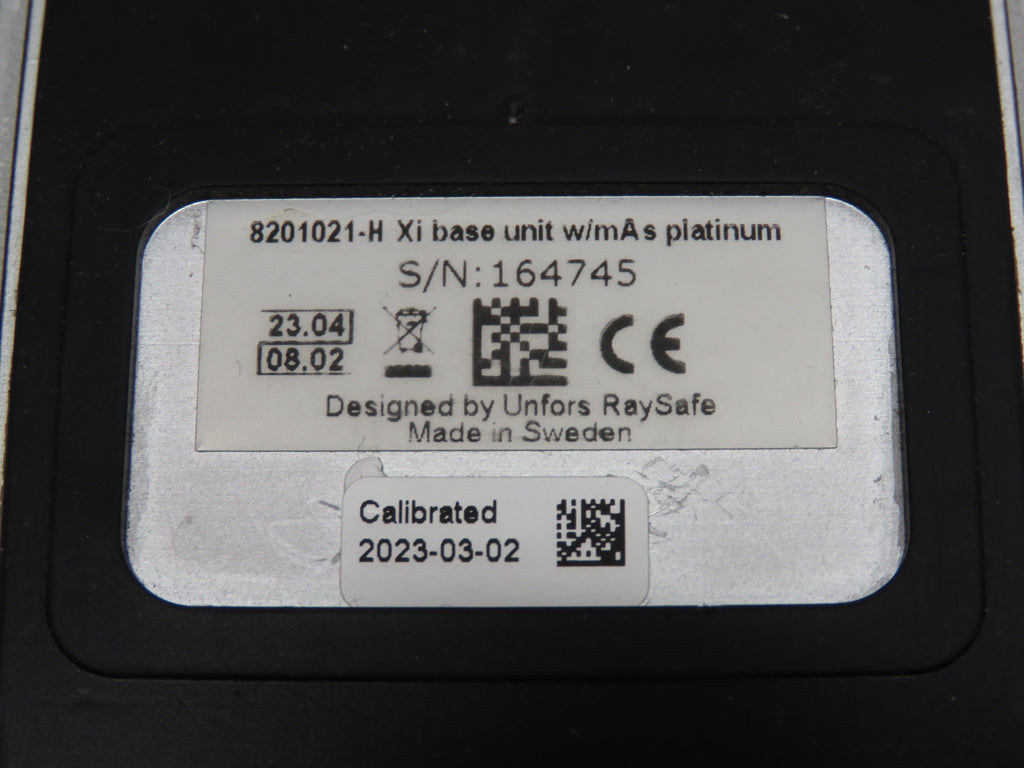 8201021-H Xi base unit w/mAs platinum
S/N:164745
23.04
08.02
CE
Designed by Unfors RaySafe
Made in Sweden
Calibrated
2023-03-02